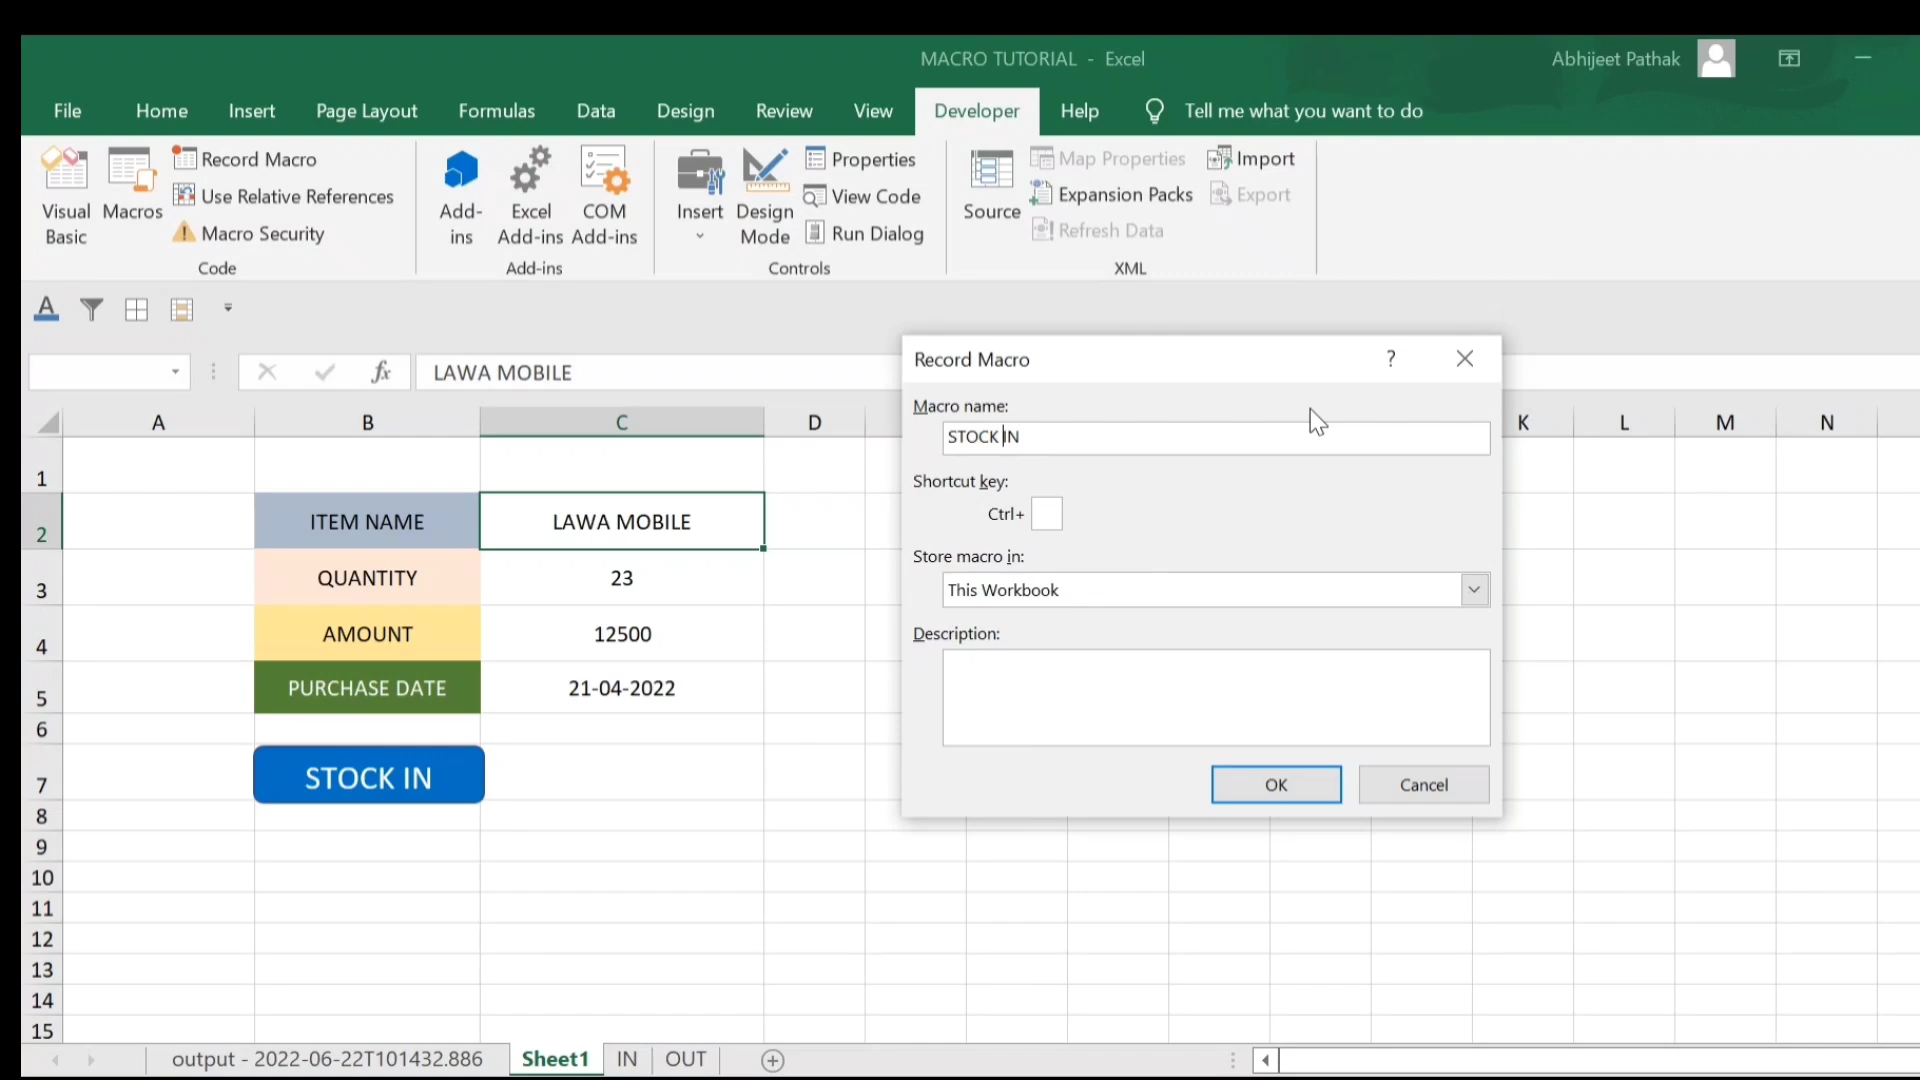 MACRO TUTORIAL - Excel
Abhijeet Pathak
File Home Insert Page Layout Formulas Data Design Review View Developer Help Tell me what you want to do
Visual Basic
Macros
Record Macro
Use Relative References
Macro Security
Code
Add-ins
Excel Add-ins
COM Add-ins
Add-ins
Insert
Design Mode
Properties
View Code
Run Dialog
Controls
Source
Map Properties
Expansion Packs
Refresh Data
Import
Export
XML
A
fx
LAWA MOBILE
A B C D K L M N
1
2 ITEM NAME LAWA MOBILE
3 QUANTITY 23
4 AMOUNT 12500
5 PURCHASE DATE 21-04-2022
6
7 STOCK IN
8
9
10
11
12
13
14
15
Record Macro ?
Macro name:
STOCK IN
Shortcut key:
Ctrl+
Store macro in:
This Workbook
Description:
OK Cancel
output - 2022-06-22T101432.886 Sheet1 IN OUT